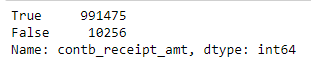 True     991475
False     10256
Name: contb_receipt_amt, dtype: int64